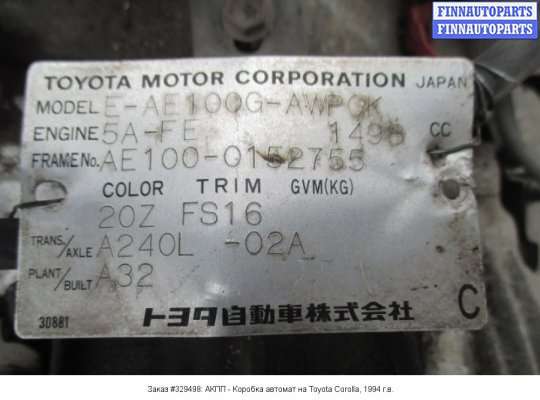 FINNAUTOPARTS
FINNAUTOPARTS
TOYOTA MOTOR CORPORATION JAPAN
MODEL E-AE100G-AWPGK
ENGINE 5A-FE 1498 CC
FRAME No. AE100-0152755
COLOR TRIM GVM(KG)
20Z FS16
TRANS/AXLE A240L -02A
PLANT/BUILT A32
30881 トヨタ自動車株式会社 C
Заказ #329498: АКПП - Коробка автомат на Toyota Corolla, 1994 г.в.